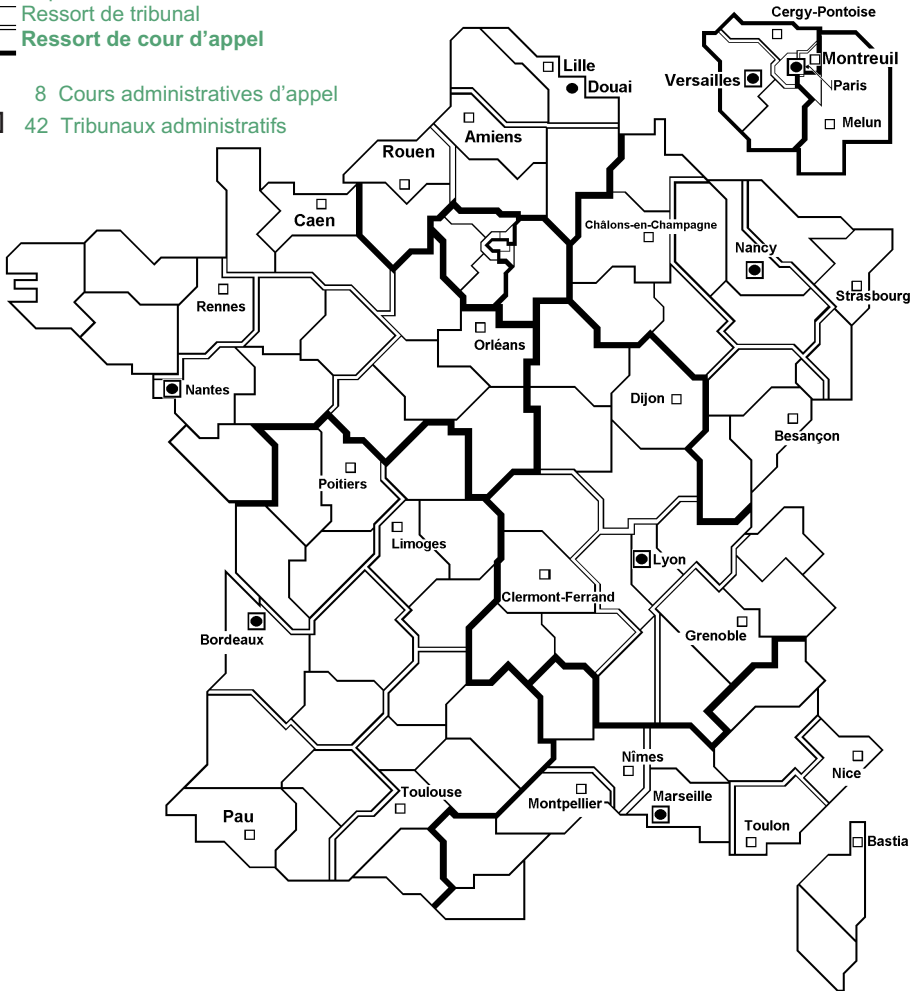 Ressort de tribunal
Ressort de cour d'appel
8 Cours administratives d'appel
42 Tribunaux administratifs
Cergy-Pontoise
Montreuil
Versailles
Paris
Melun
Lille
Douai
Amiens
Rouen
Caen
Châlons-en-Champagne
Nancy
Strasbourg
Rennes
Orléans
Nantes
Dijon
Besançon
Poitiers
Limoges
Lyon
Clermont-Ferrand
Bordeaux
Grenoble
Nîmes
Nice
Toulouse
Montpellier
Marseille
Pau
Toulon
Bastia